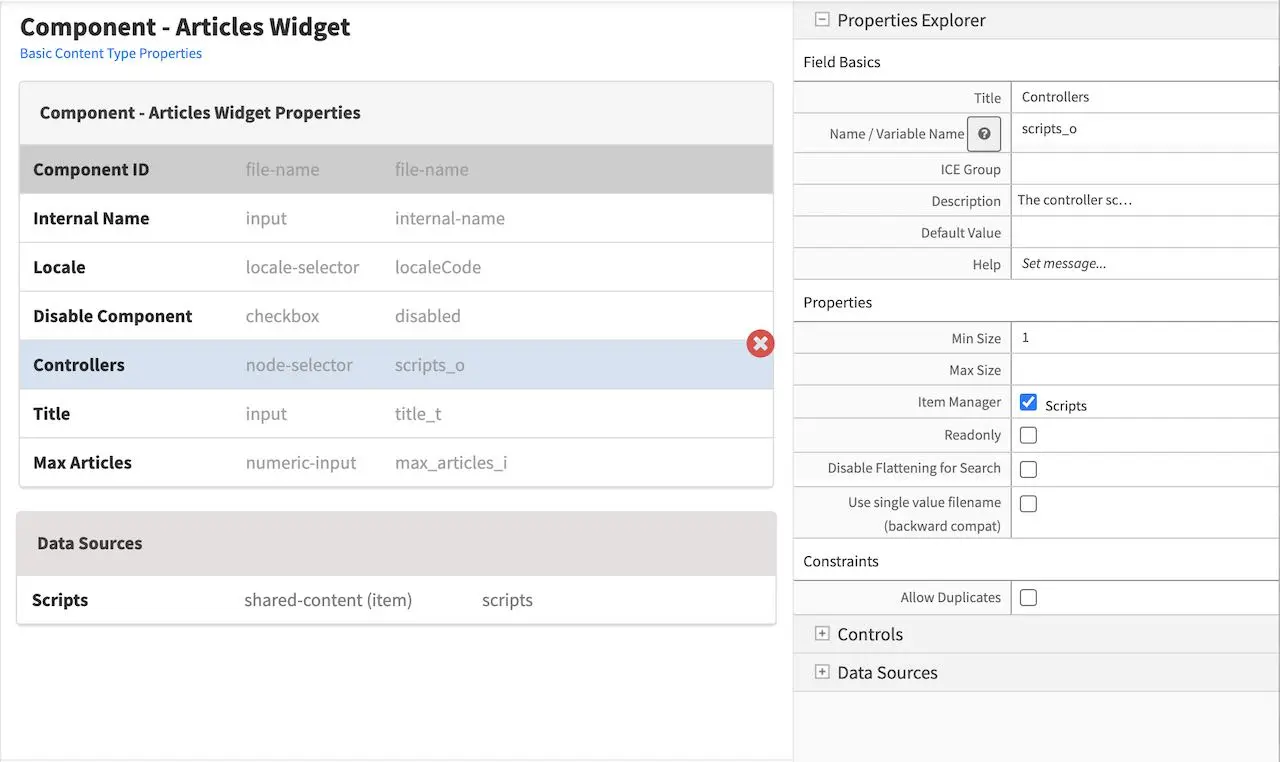 Component - Articles Widget
Basic Content Type Properties
Component - Articles Widget Properties
Component ID file-name file-name
Internal Name input internal-name
Locale locale-selector localeCode
Disable Component checkbox disabled
Controllers node-selector scripts_o
Title input title_t
Max Articles numeric-input max_articles_i
Data Sources
Scripts shared-content (item) scripts
Properties Explorer
Field Basics
Title Controllers
Name / Variable Name ? scripts_o
ICE Group
Description The controller sc...
Default Value
Help Set message...
Properties
Min Size 1
Max Size
Item Manager Scripts
Readonly
Disable Flattening for Search
Use single value filename
(backward compat)
Constraints
Allow Duplicates
Controls
Data Sources